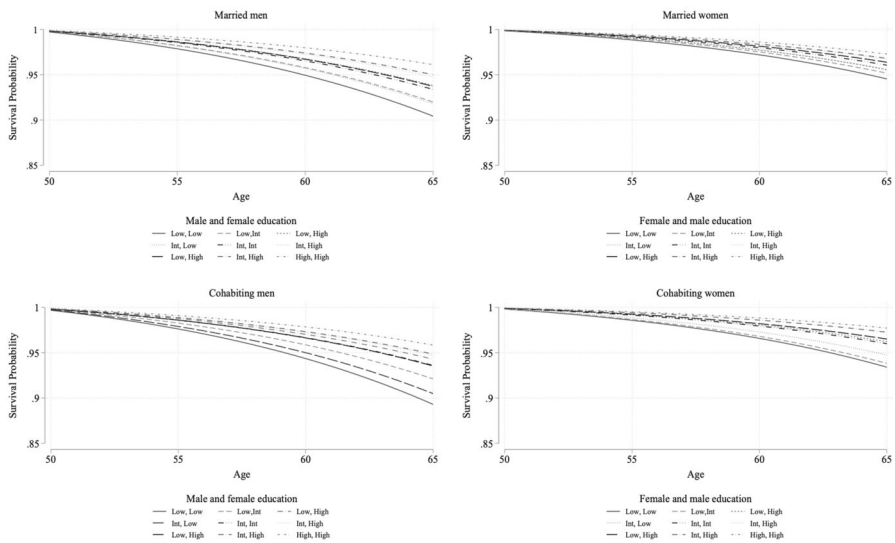 Married men
Survival Probability
1
.95
.9
.85
50 55 60 65
Age
Male and female education
Low, Low Low,Int Low, High
Int, Low Int, Int Int, High
Low, High Int, High High, High
Married women
Survival Probability
1
.95
.9
.85
50 55 60 65
Age
Female and male education
Low, Low Low,Int Low, High
Int, Low Int, Int Int, High
Low, High Int, High High, High
Cohabiting men
Survival Probability
1
.95
.9
.85
50 55 60 65
Age
Male and female education
Low, Low Low,Int Low, High
Int, Low Int, Int Int, High
Low, High Int, High High, High
Cohabiting women
Survival Probability
1
.95
.9
.85
50 55 60 65
Age
Female and male education
Low, Low Low,Int Low, High
Int, Low Int, Int Int, High
Low, High Int, High High, High